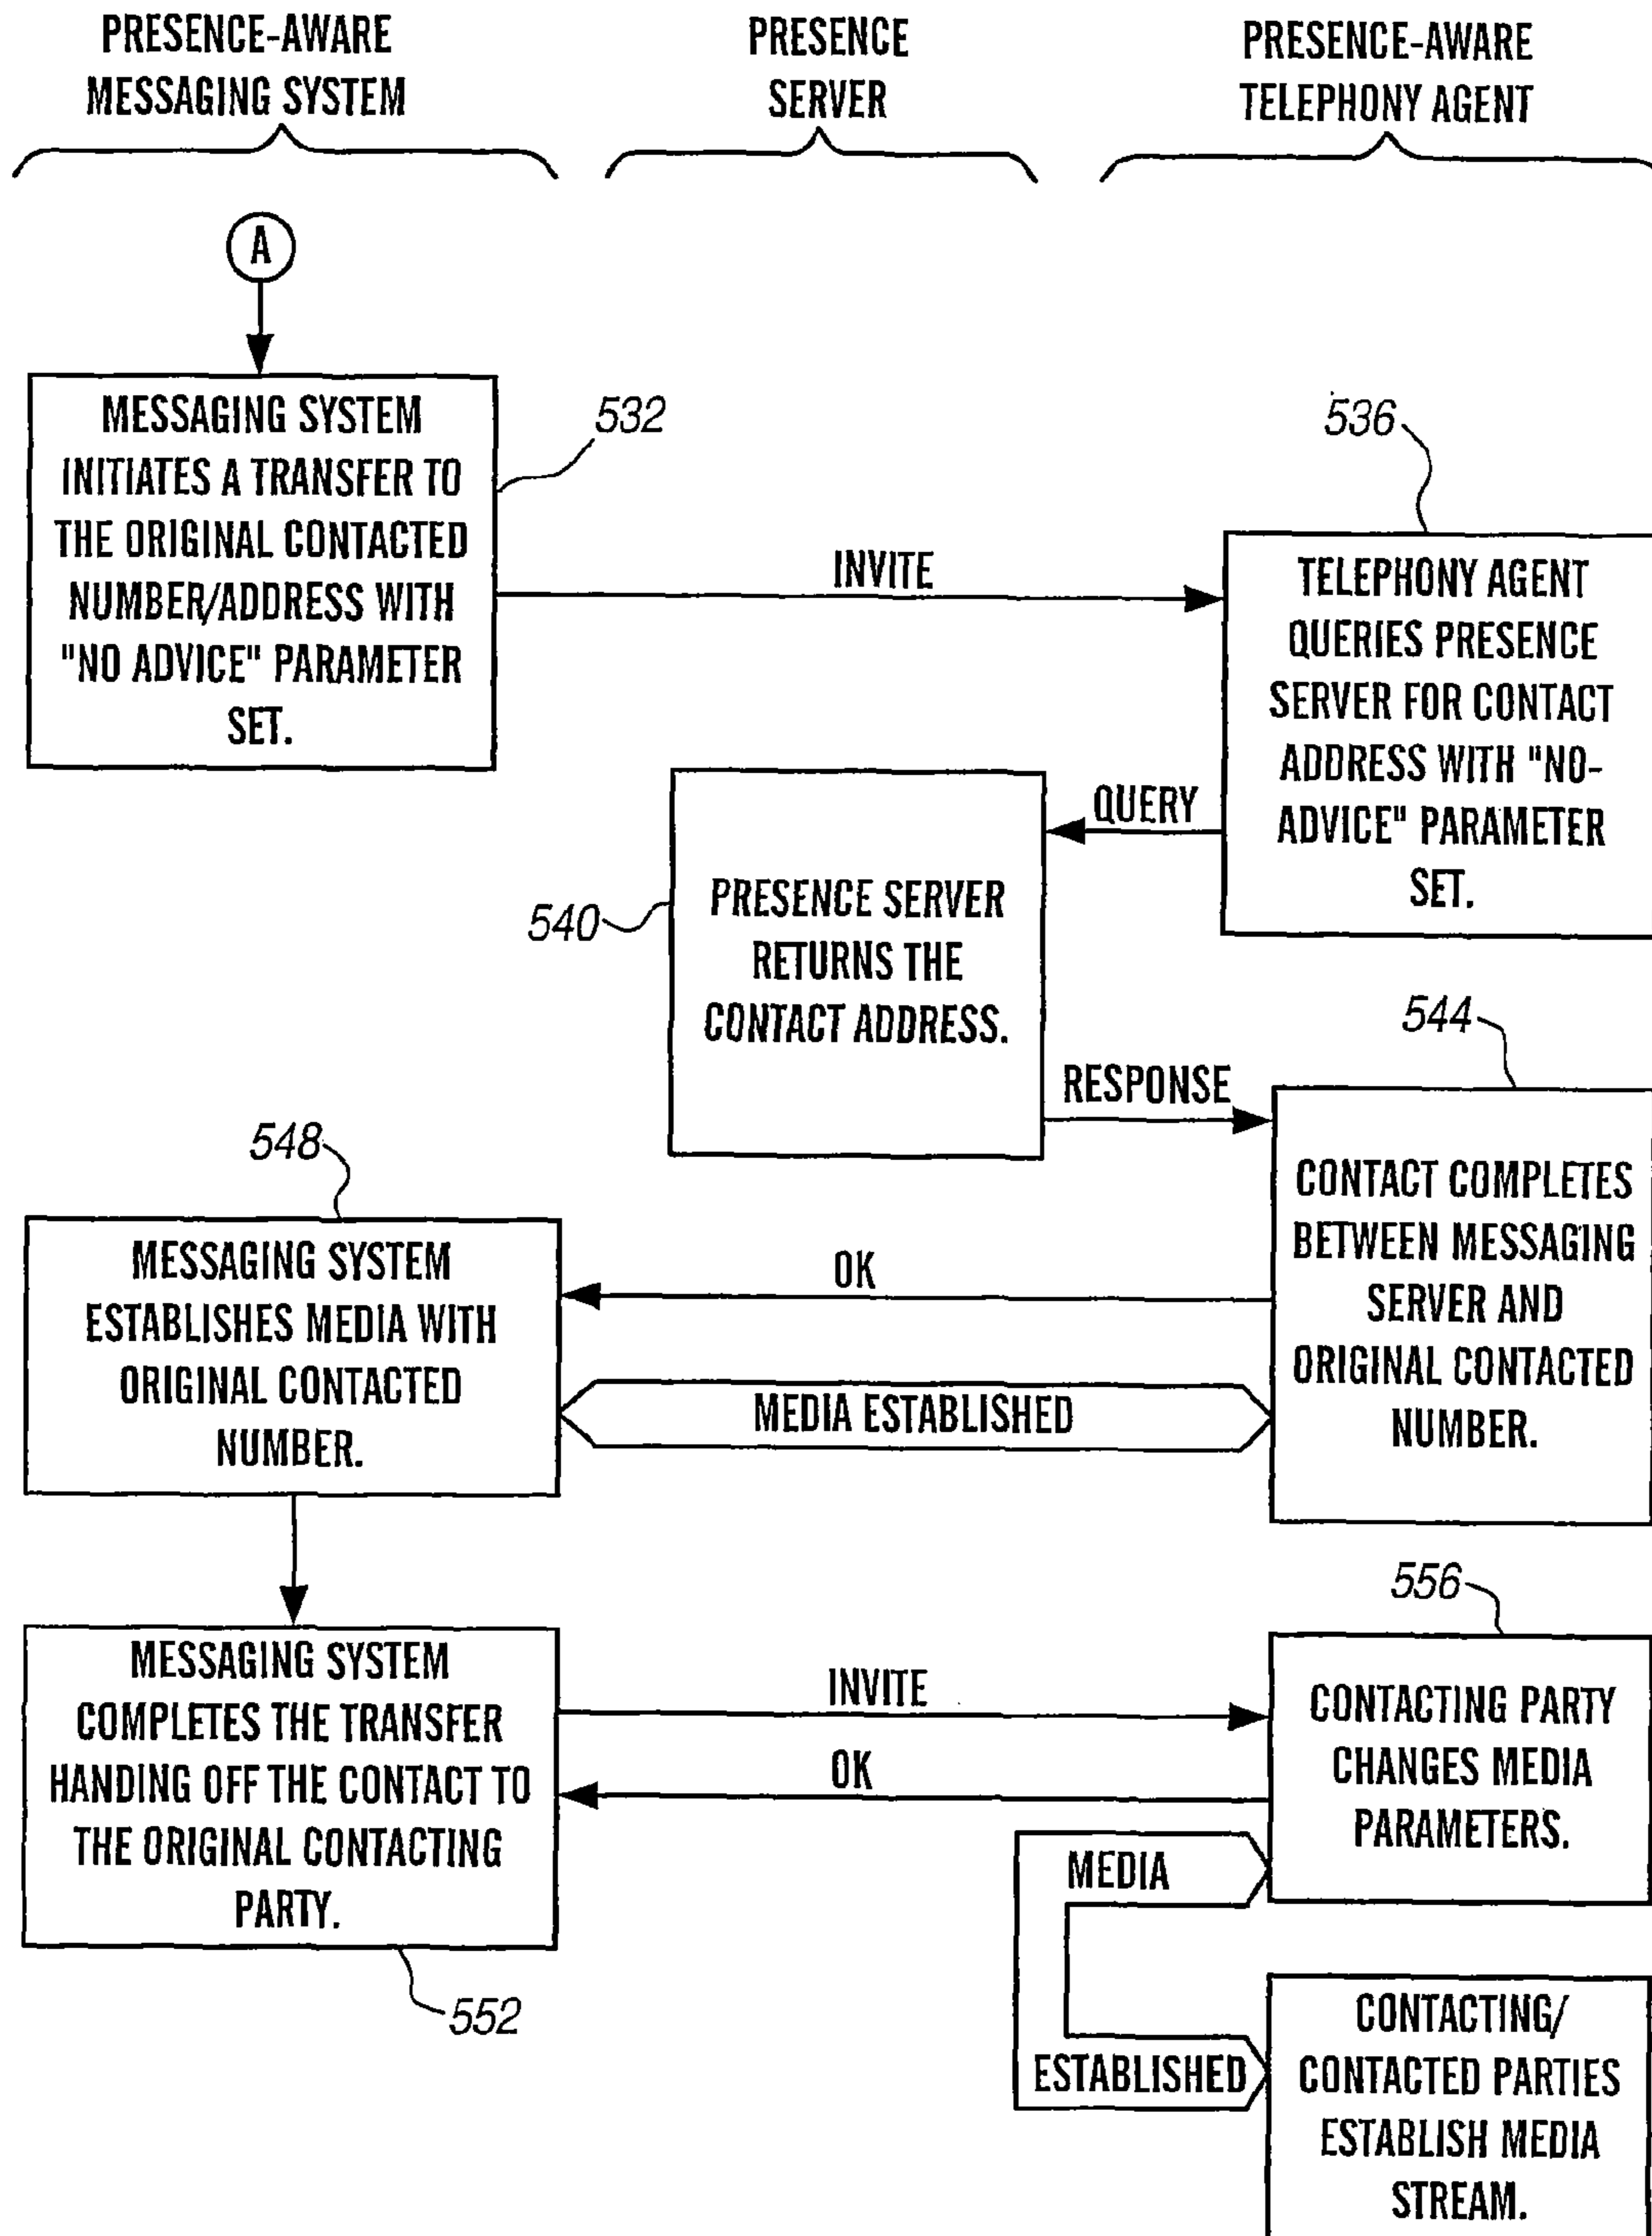 PRESENCE-AWARE
MESSAGING SYSTEM
PRESENCE
SERVER
PRESENCE-AWARE
TELEPHONY AGENT
A
MESSAGING SYSTEM
INITIATES A TRANSFER TO
THE ORIGINAL CONTACTED
NUMBER/ADDRESS WITH
"NO ADVICE" PARAMETER
SET.
532
INVITE
536
TELEPHONY AGENT
QUERIES PRESENCE
SERVER FOR CONTACT
ADDRESS WITH "NO-
ADVICE" PARAMETER
SET.
QUERY
540
PRESENCE SERVER
RETURNS THE
CONTACT ADDRESS.
RESPONSE
544
CONTACT COMPLETES
BETWEEN MESSAGING
SERVER AND
ORIGINAL CONTACTED
NUMBER.
548
MESSAGING SYSTEM
ESTABLISHES MEDIA WITH
ORIGINAL CONTACTED
NUMBER.
OK
MEDIA ESTABLISHED
MESSAGING SYSTEM
COMPLETES THE TRANSFER
HANDING OFF THE CONTACT TO
THE ORIGINAL CONTACTING
PARTY.
552
INVITE
OK
556
CONTACTING PARTY
CHANGES MEDIA
PARAMETERS.
MEDIA
ESTABLISHED
CONTACTING/
CONTACTED PARTIES
ESTABLISH MEDIA
STREAM.